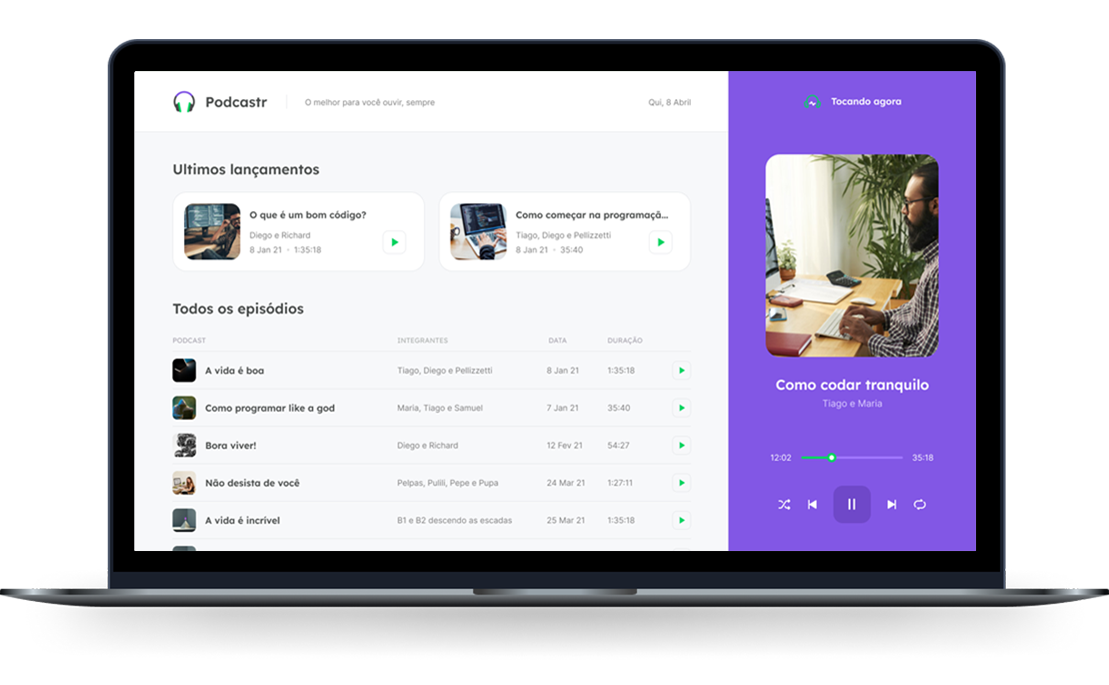 Podcastr
O melhor para você ouvir, sempre
Qui, 8 Abril
Ultimos lançamentos
O que é um bom código?
Diego e Richard
8 Jan 21 · 1:35:18
Como começar na programaçã...
Tiago, Diego e Pellizzetti
8 Jan 21 · 35:40
Todos os episódios
PODCAST INTEGRANTES DATA DURAÇÃO
A vida é boa Tiago, Diego e Pellizzetti 8 Jan 21 1:35:18
Como programar like a god Maria, Tiago e Samuel 7 Jan 21 35:40
Bora viver! Diego e Richard 12 Fev 21 54:27
Não desista de você Pelpas, Pulili, Pepe e Pupa 24 Mar 21 1:27:11
A vida é incrível B1 e B2 descendo as escadas 25 Mar 21 1:35:18
Tocando agora
Como codar tranquilo
Tiago e Maria
12:02 35:18